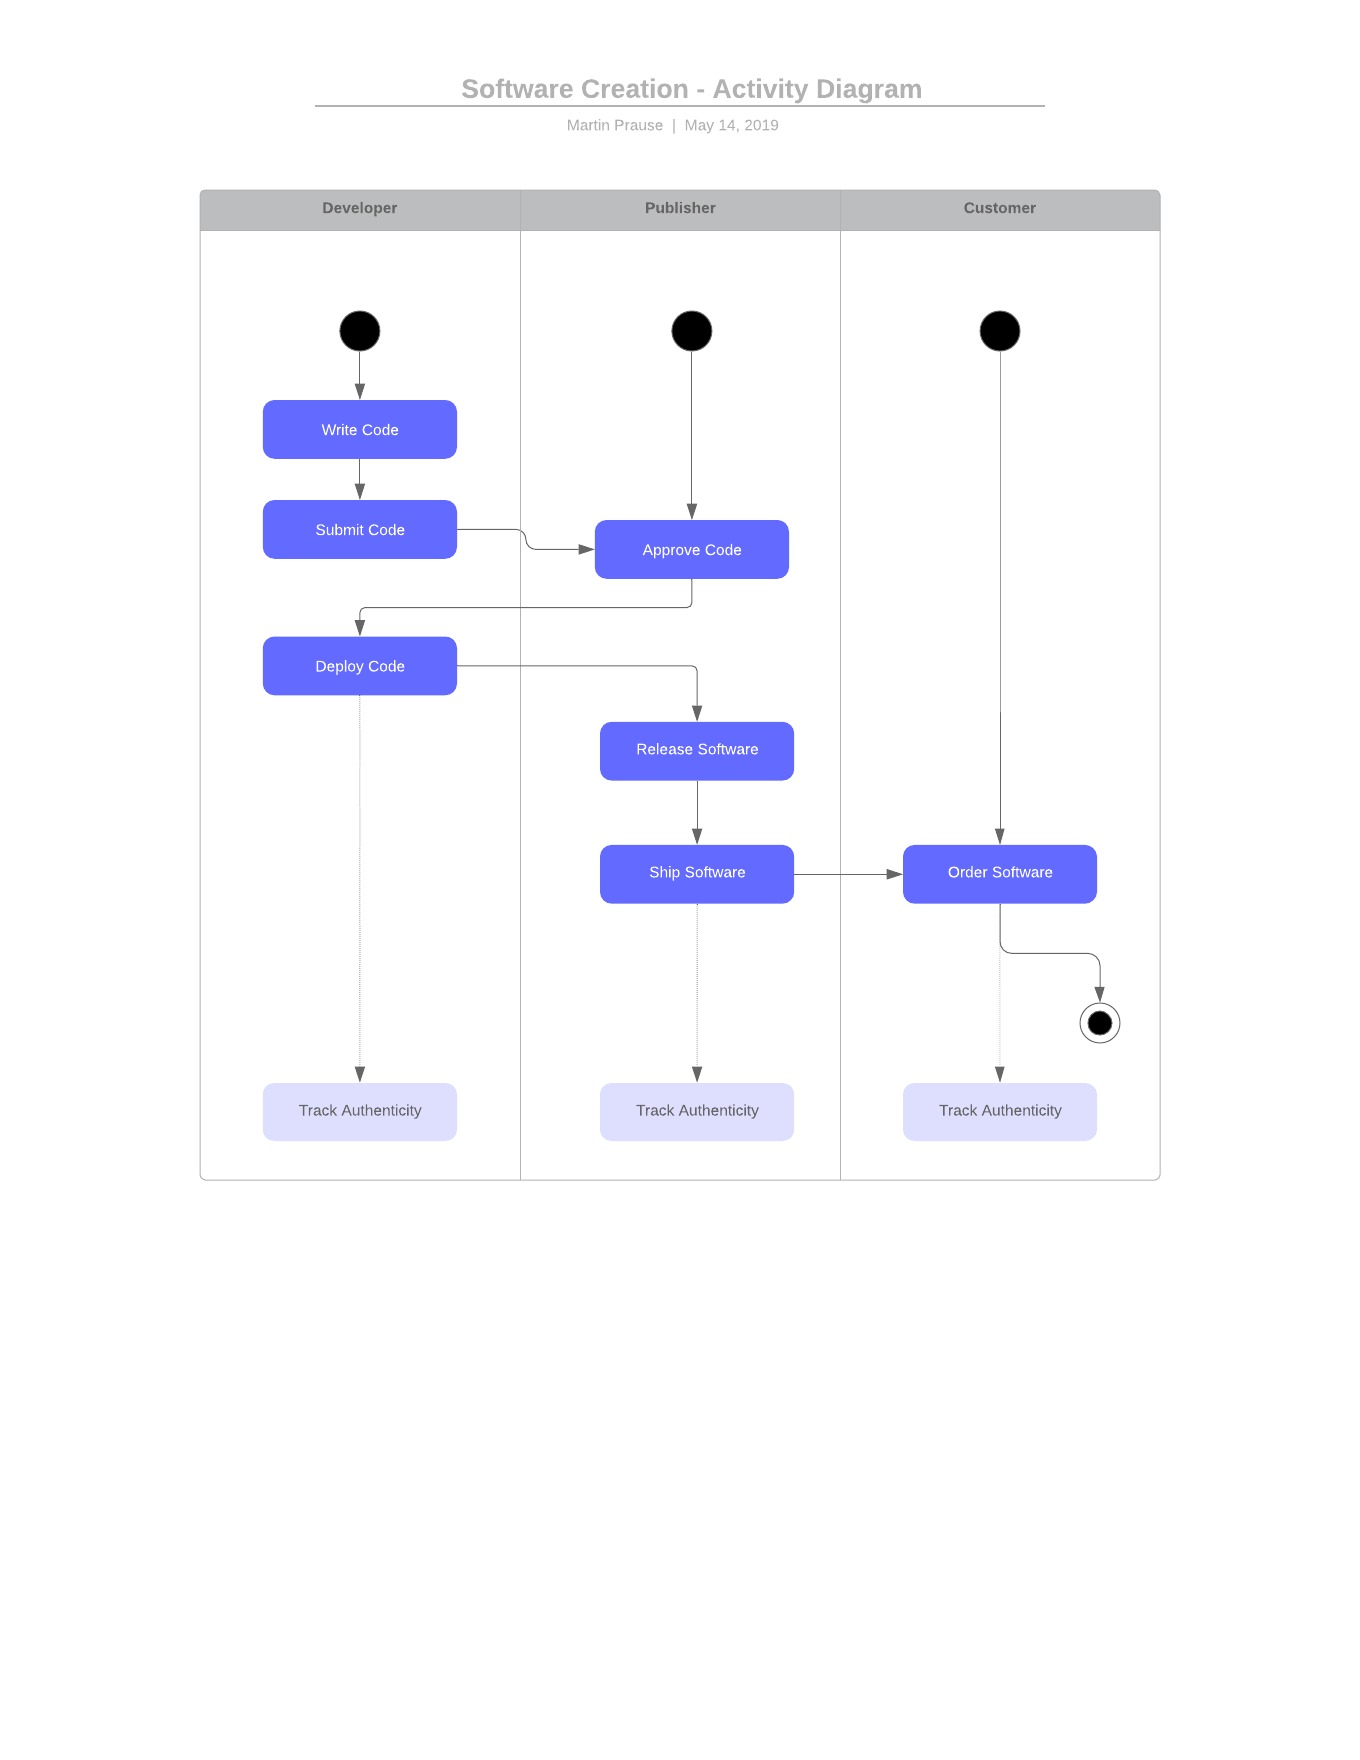 Software Creation - Activity Diagram
Martin Prause | May 14, 2019
Developer
Publisher
Customer
Write Code
Submit Code
Approve Code
Deploy Code
Release Software
Ship Software
Order Software
Track Authenticity
Track Authenticity
Track Authenticity